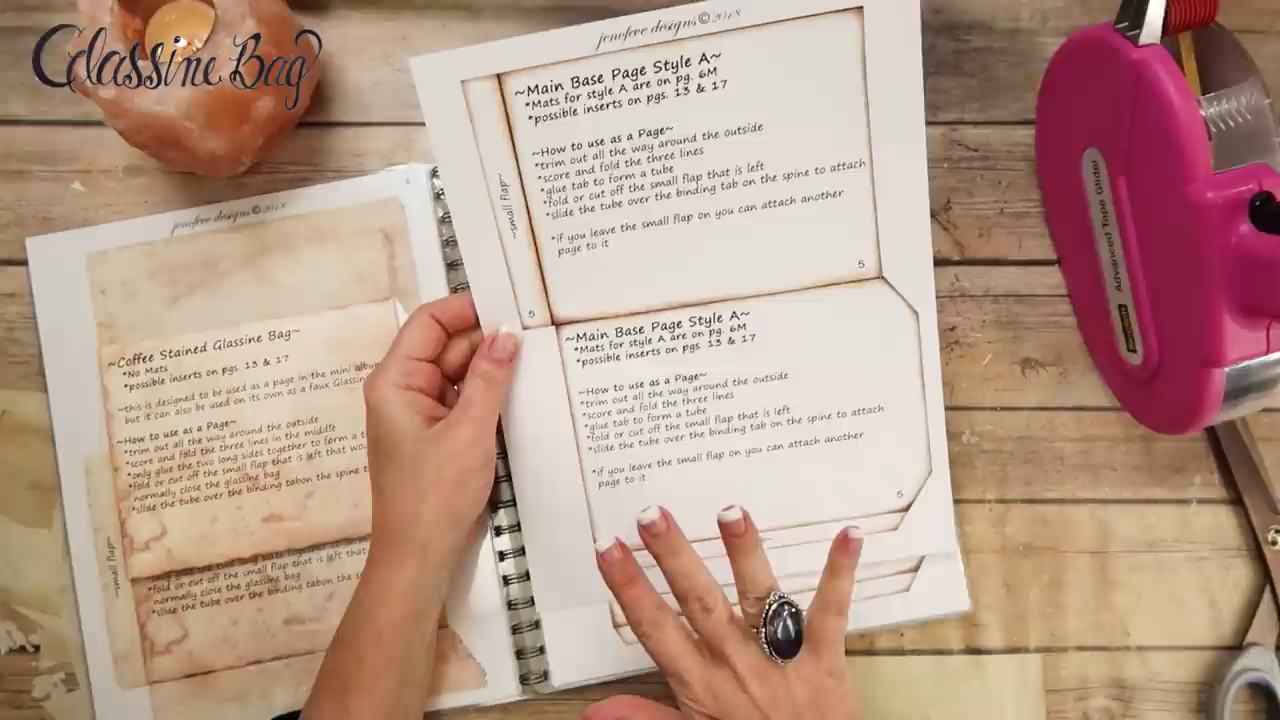 Glassine Bag
jenofeve designs©2018
~Main Base Page Style A~
*Mats for style A are on pg. 6M
*possible inserts on pgs. 13 & 17
~How to use as a Page~
*trim out all the way around the outside
*score and fold the three lines
*glue tab to form a tube
*fold or cut off the small flap that is left
*slide the tube over the binding tab on the spine to attach
*if you leave the small flap on you can attach another
page to it
5
~small flap~
5
~Main Base Page Style A~
*Mats for style A are on pg. 6M
*possible inserts on pgs. 13 & 17
~How to use as a Page~
*trim out all the way around the outside
*score and fold the three lines
*glue tab to form a tube
*fold or cut off the small flap that is left
*slide the tube over the binding tab on the spine to attach
*if you leave the small flap on you can attach another
page to it
5
jenofeve designs©2018
~Coffee Stained Glassine Bag~
*No Mats
*possible inserts on pgs. 13 & 17
~this is designed to be used as a page in the mini album
but it can also be used on its own as a faux Glassin
~How to use as a Page~
*trim out all the way around the outside
*score and fold the three lines in the middle
*only glue the two long sides together to form a t
*fold or cut off the small flap that is left that wou
normally close the glassine bag
*slide the tube over the binding tabon the spine t
~small flap~
*fold or cut off the small flap that is left that
normally close the glassine bag
*slide the tube over the binding tabon the s
Advanced Tape Glider